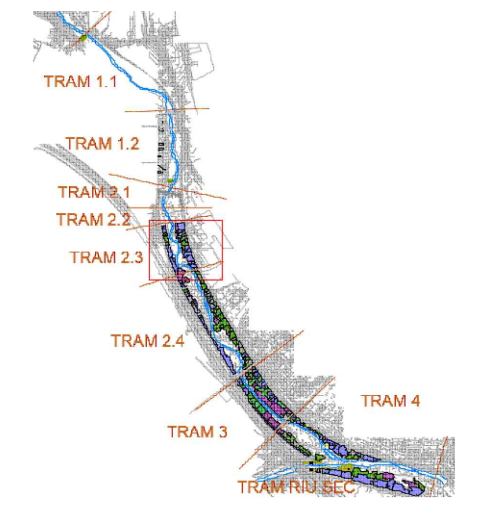 TRAM 1.1
TRAM 1.2
TRAM 2.1
TRAM 2.2
TRAM 2.3
TRAM 2.4
TRAM 4
TRAM 3
TRAM RIU SEC